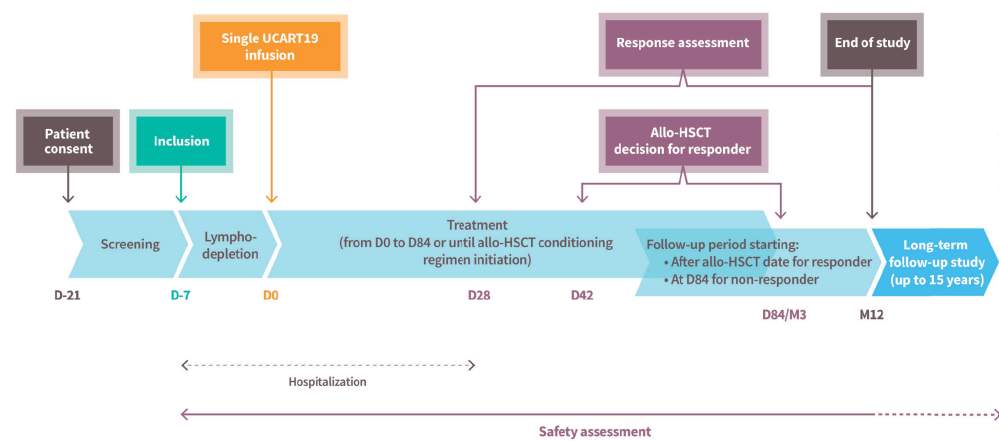 Single UCART19
infusion
Response assessment
End of study
Patient
consent
Inclusion
Allo-HSCT
decision for responder
Screening
Lympho-
depletion
Treatment
(from D0 to D84 or until allo-HSCT conditioning
regimen initiation)
Follow-up period starting:
• After allo-HSCT date for responder
• At D84 for non-responder
Long-term
follow-up study
(up to 15 years)
D-21
D-7
D0
D28
D42
D84/M3
M12
Hospitalization
Safety assessment